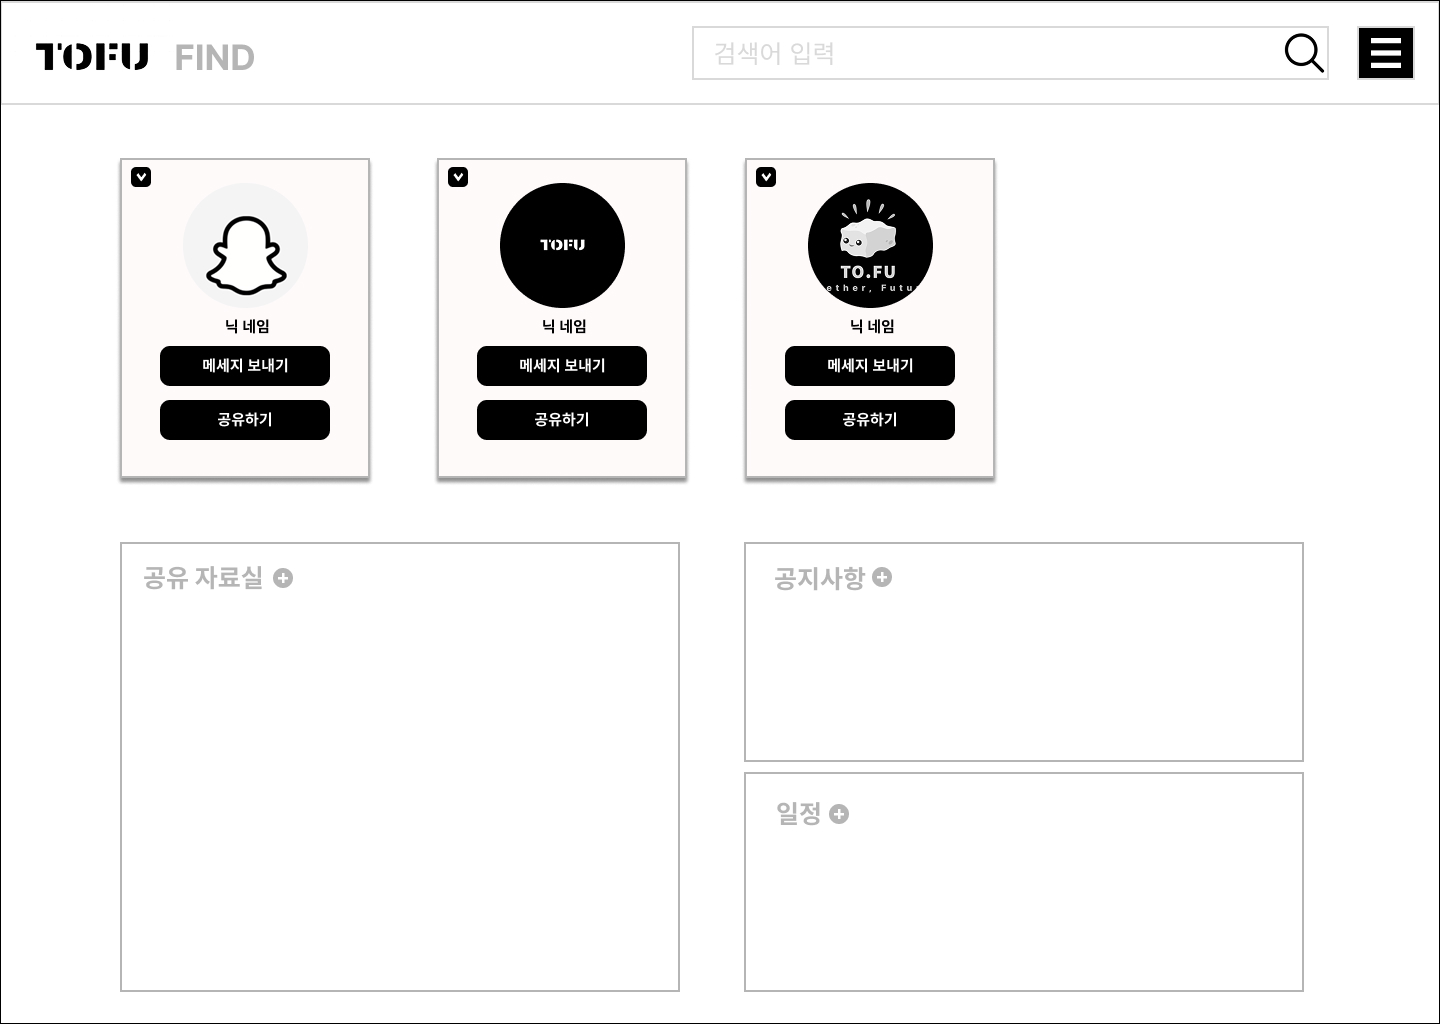 TOFU FIND
검색어 입력
닉 네임
메세지 보내기
공유하기
TOFU
닉 네임
메세지 보내기
공유하기
TO.FU
ether, Futu
닉 네임
메세지 보내기
공유하기
공유 자료실
공지사항
일정